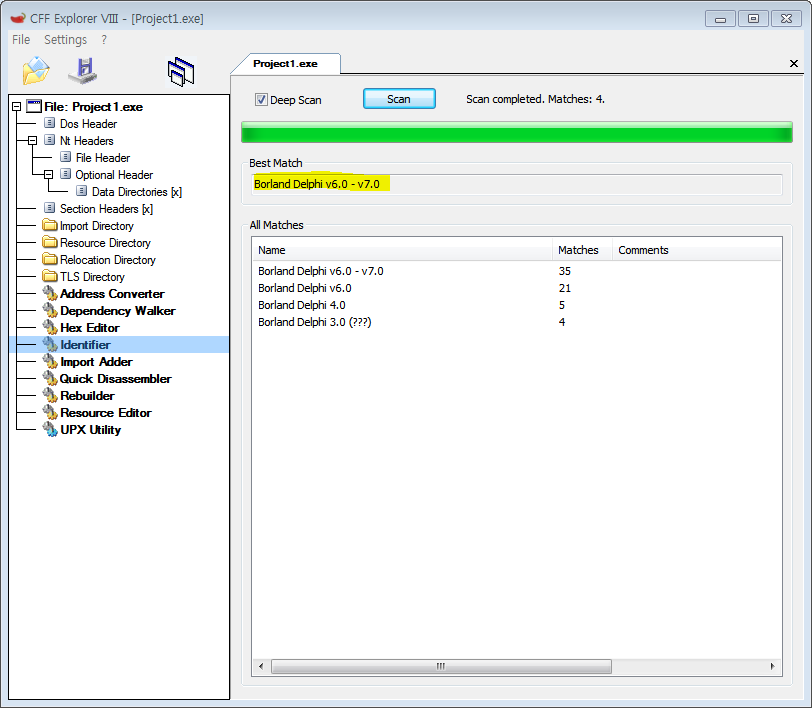 CFF Explorer VIII - [Project1.exe]
File Settings ?
Project1.exe
File: Project1.exe
Dos Header
Nt Headers
File Header
Optional Header
Data Directories [x]
Section Headers [x]
Import Directory
Resource Directory
Relocation Directory
TLS Directory
Address Converter
Dependency Walker
Hex Editor
Identifier
Import Adder
Quick Disassembler
Rebuilder
Resource Editor
UPX Utility
Deep Scan Scan Scan completed. Matches: 4.
Best Match
Borland Delphi v6.0 - v7.0
All Matches
Name Matches Comments
Borland Delphi v6.0 - v7.0 35
Borland Delphi v6.0 21
Borland Delphi 4.0 5
Borland Delphi 3.0 (???) 4